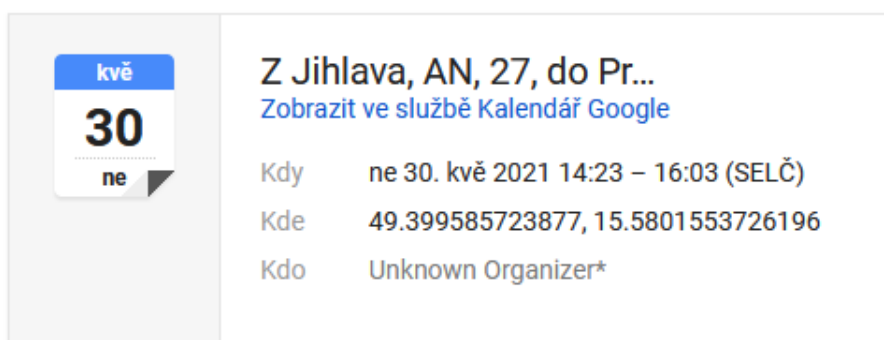 kvě
30
ne
Z Jihlava, AN, 27, do Pr...
Zobrazit ve službě Kalendář Google
Kdy ne 30. kvě 2021 14:23 – 16:03 (SELČ)
Kde 49.399585723877, 15.5801553726196
Kdo Unknown Organizer*